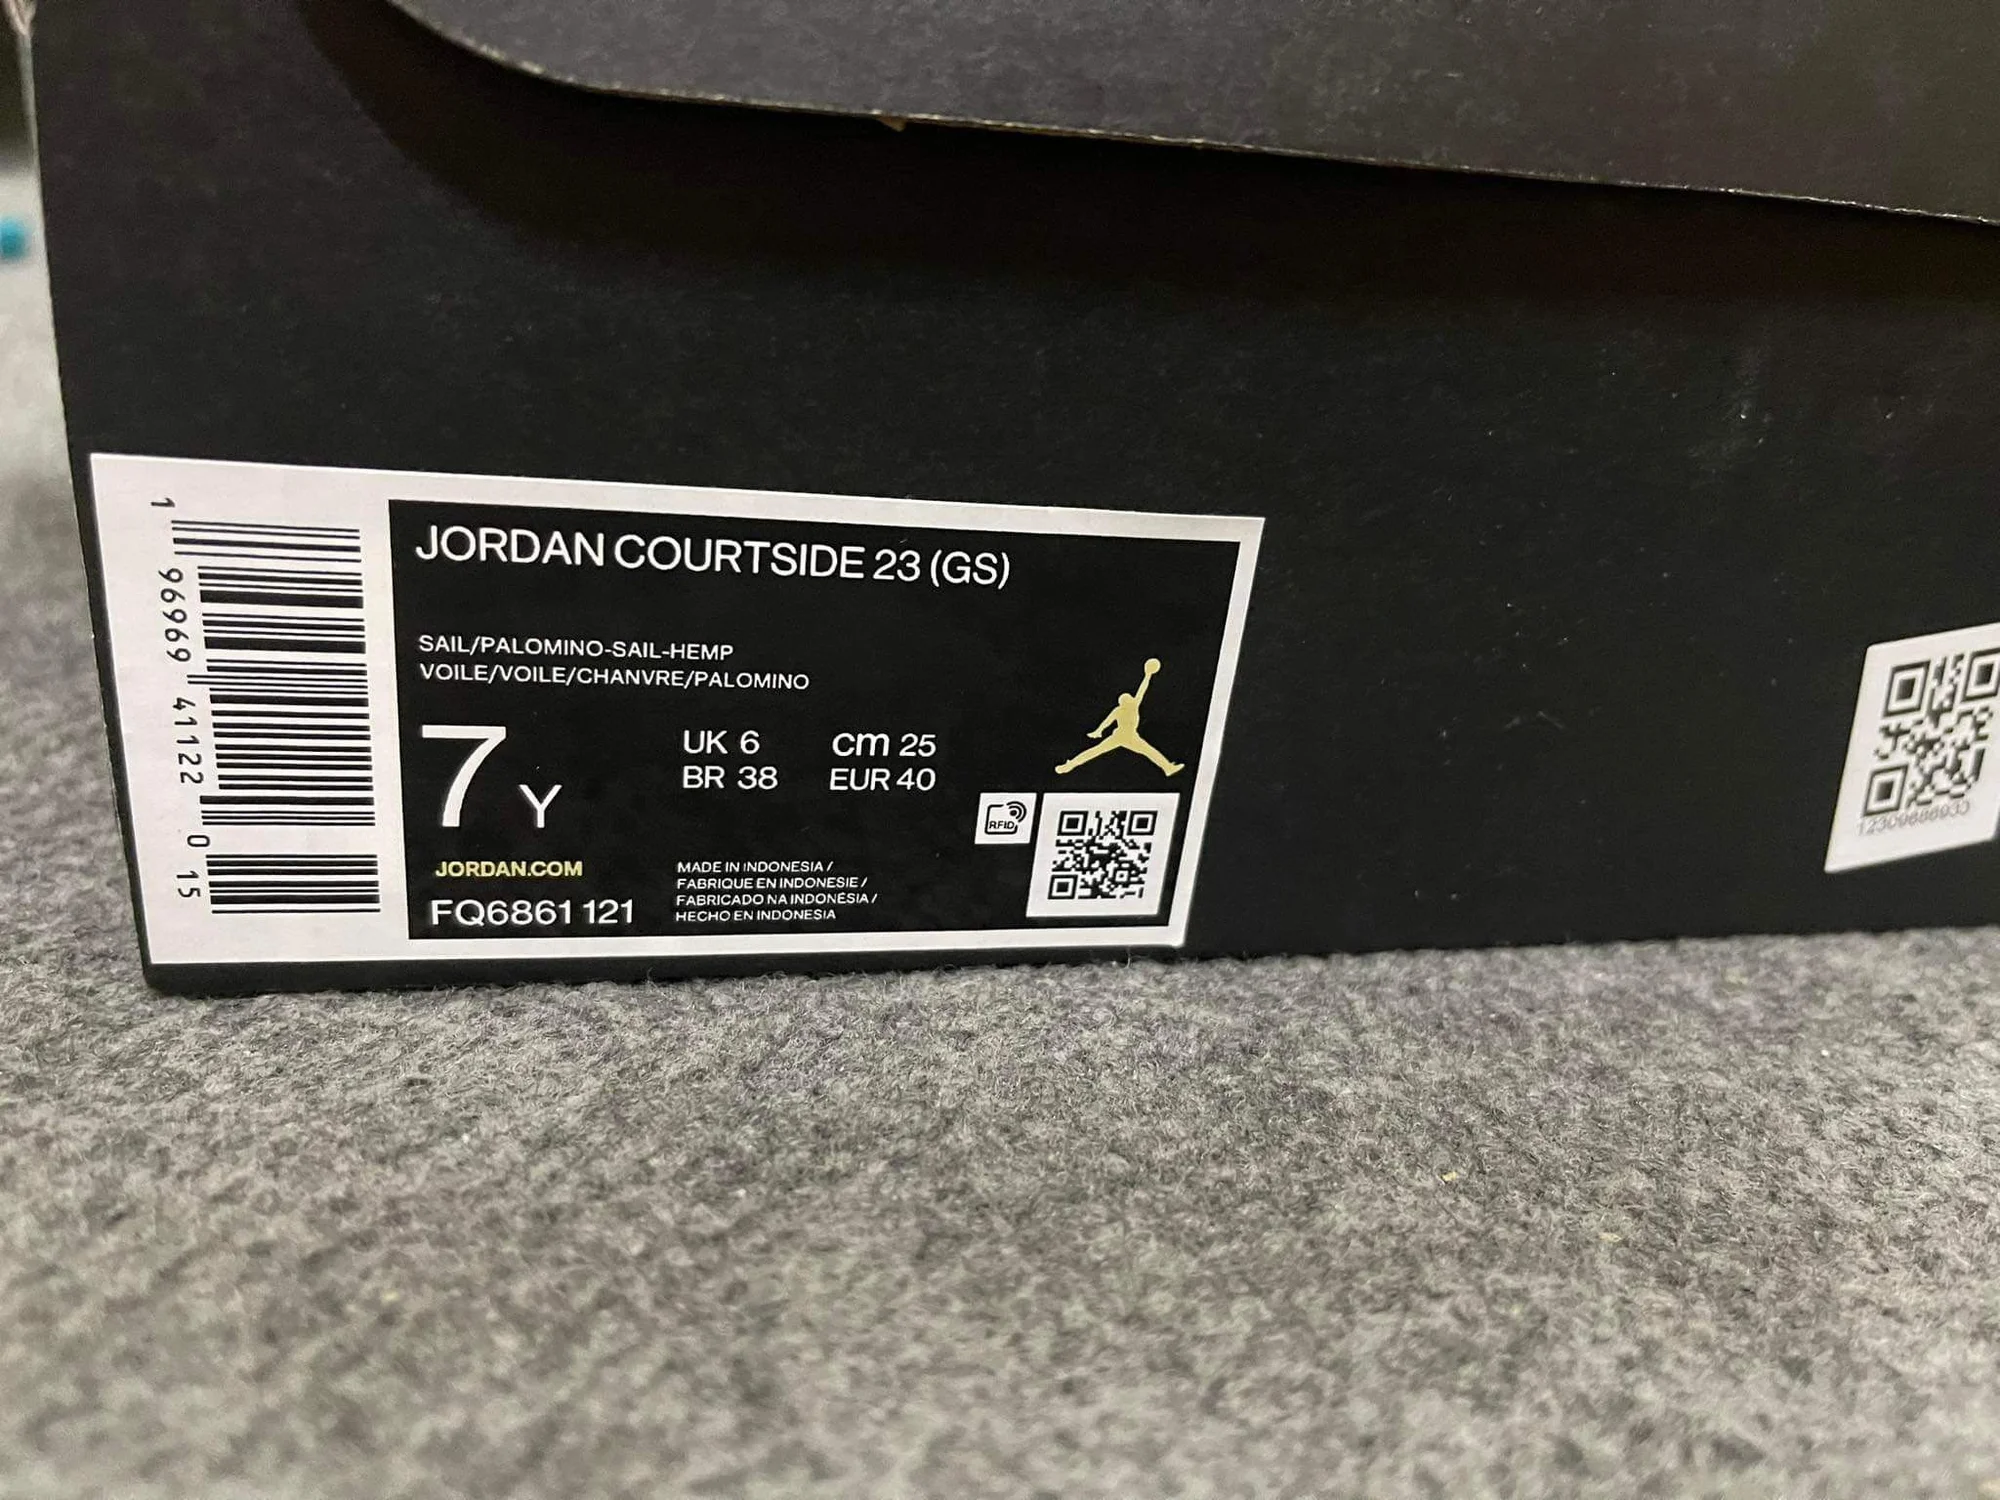 JORDAN COURTSIDE 23 (GS)
SAIL/PALOMINO-SAIL-HEMP
VOILE/VOILE/CHANVRE/PALOMINO
7 Y
UK 6
BR 38
cm 25
EUR 40
JORDAN.COM
FQ6861 121
MADE IN INDONESIA /
FABRIQUE EN INDONESIE /
FABRICADO NA INDONÉSIA /
HECHO EN INDONESIA
RFID
1 96969 41122 0 15